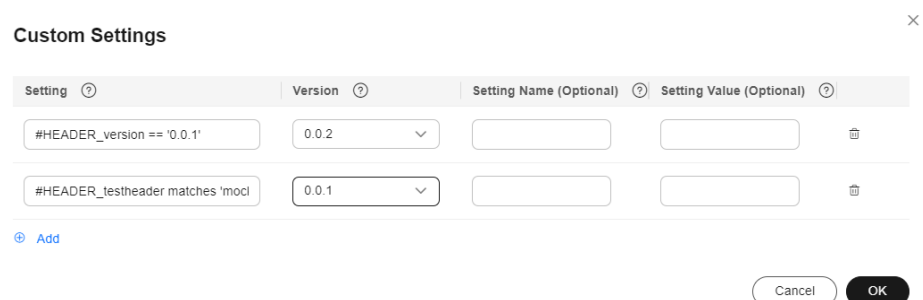 Custom Settings
Setting Version Setting Name (Optional) Setting Value (Optional)
#HEADER_version == '0.0.1' 0.0.2
#HEADER_testheader matches 0.0.1
Add
Cancel OK